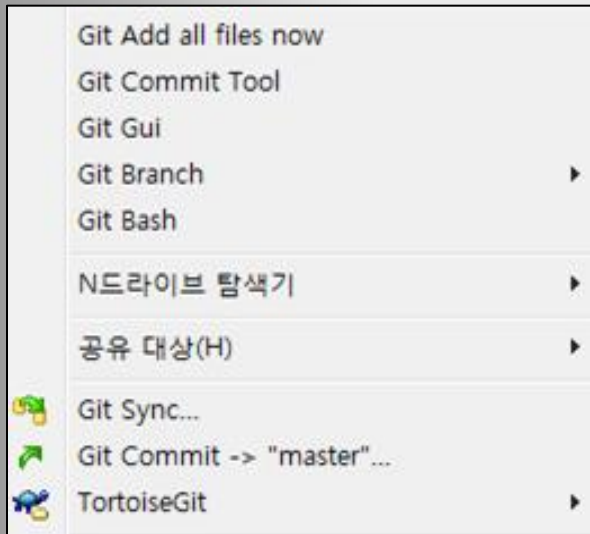 Git Add all files now
Git Commit Tool
Git Gui
Git Branch
Git Bash
N드라이브 탐색기
공유 대상(H)
Git Sync...
Git Commit -> "master"...
TortoiseGit